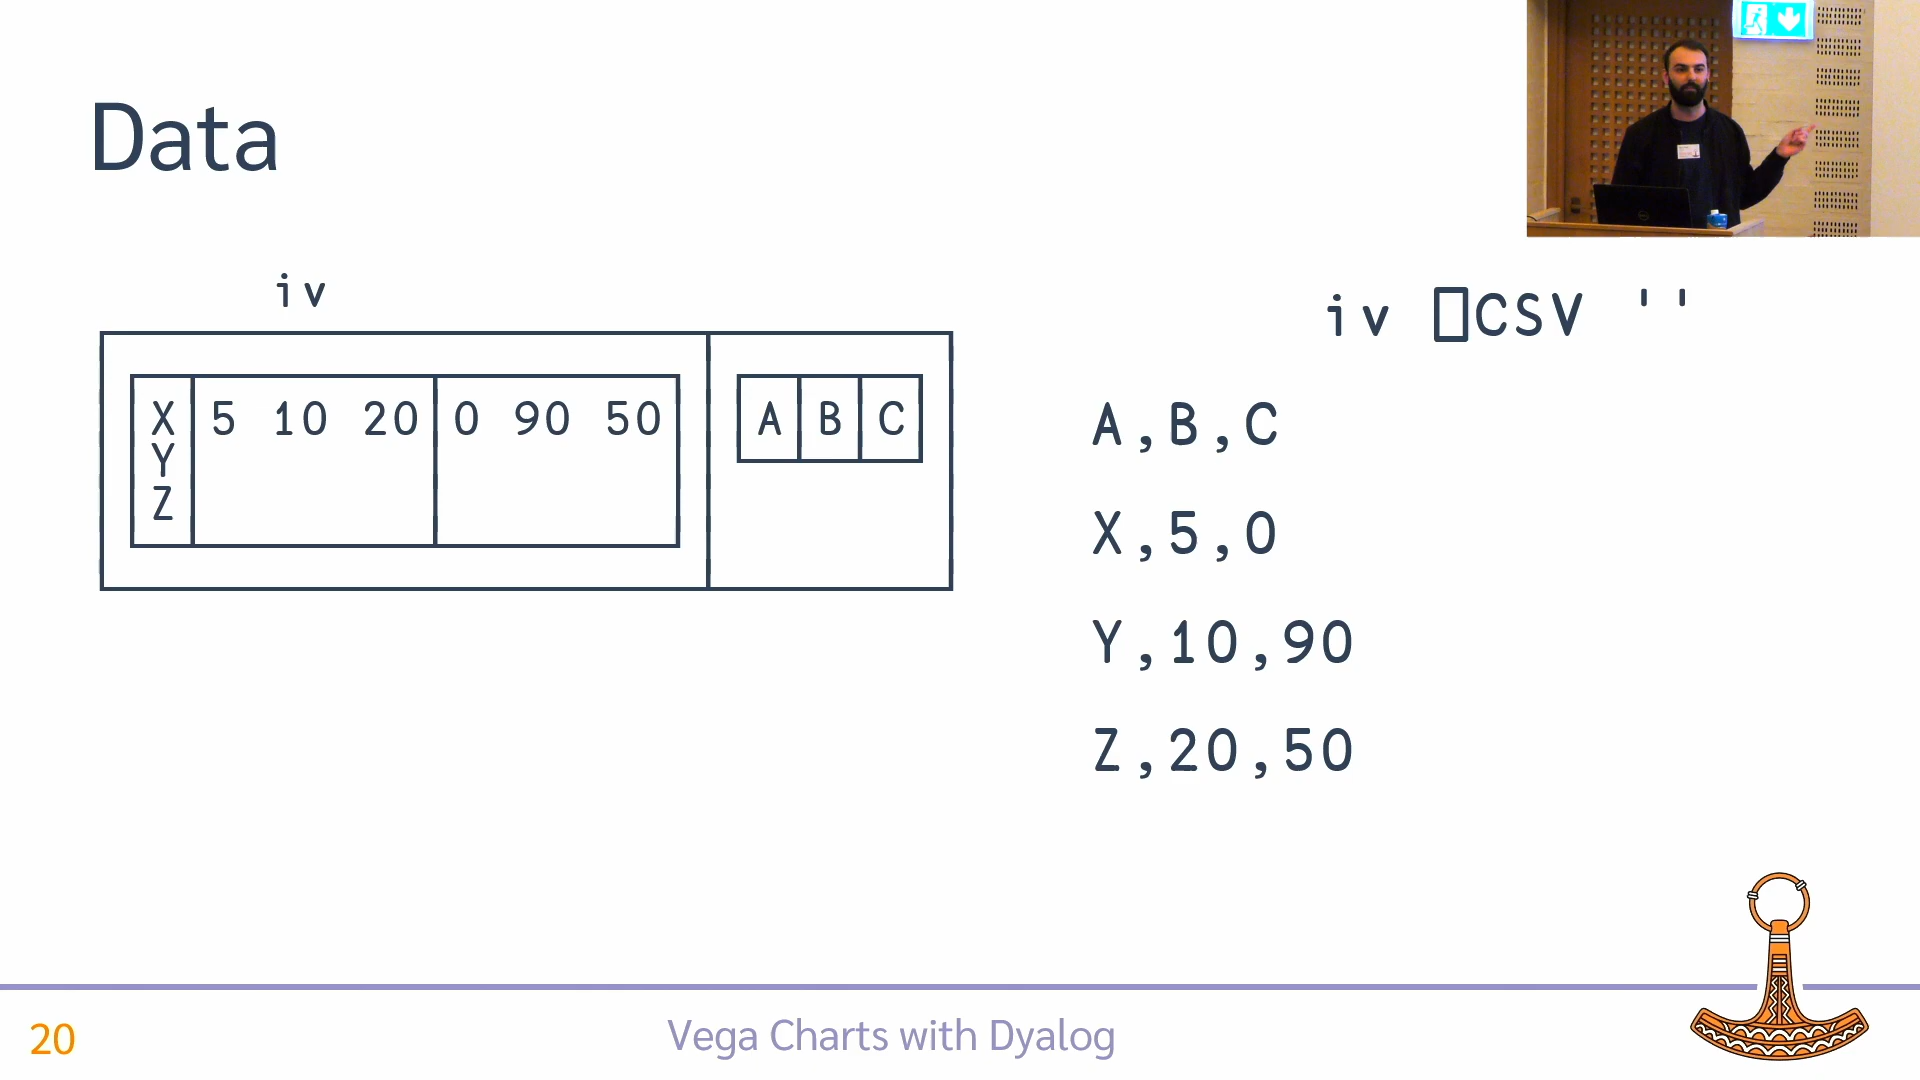 Data
iv
X 5 10 20 0 90 50 A B C
Y
Z
iv ⎕CSV ''
A,B,C
X,5,0
Y,10,90
Z,20,50
20
Vega Charts with Dyalog